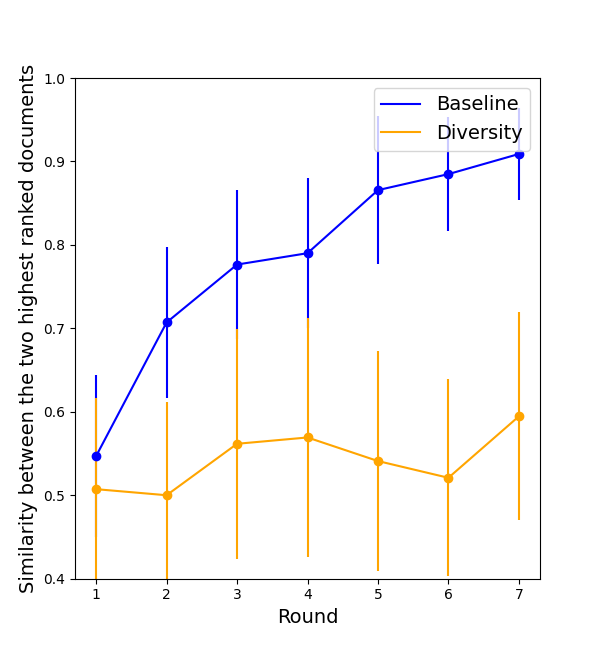 Similarity between the two highest ranked documents
1.0
0.9
0.8
0.7
0.6
0.5
0.4
Baseline
Diversity
1 2 3 4 5 6 7
Round